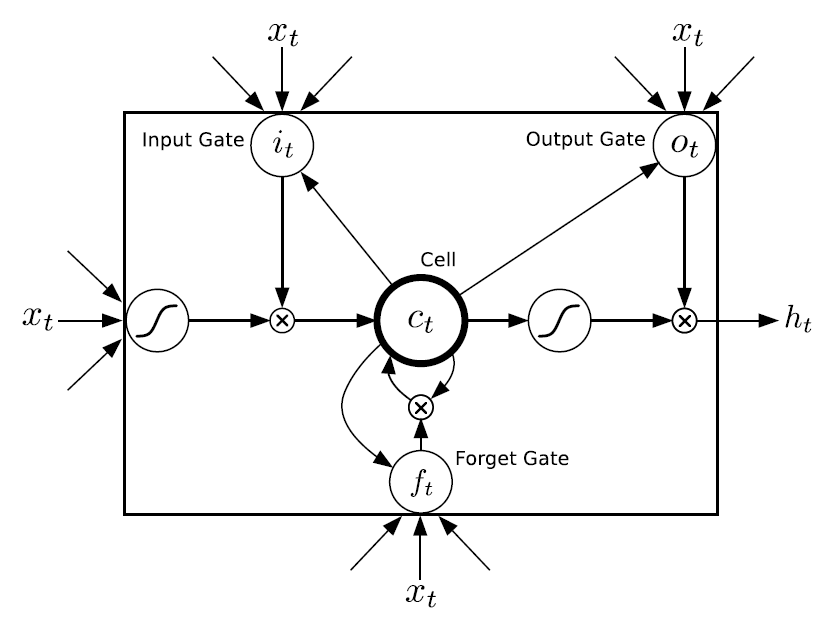 x_t
x_t
Input Gate
i_t
Output Gate
o_t
Cell
x_t
c_t
h_t
Forget Gate
f_t
x_t